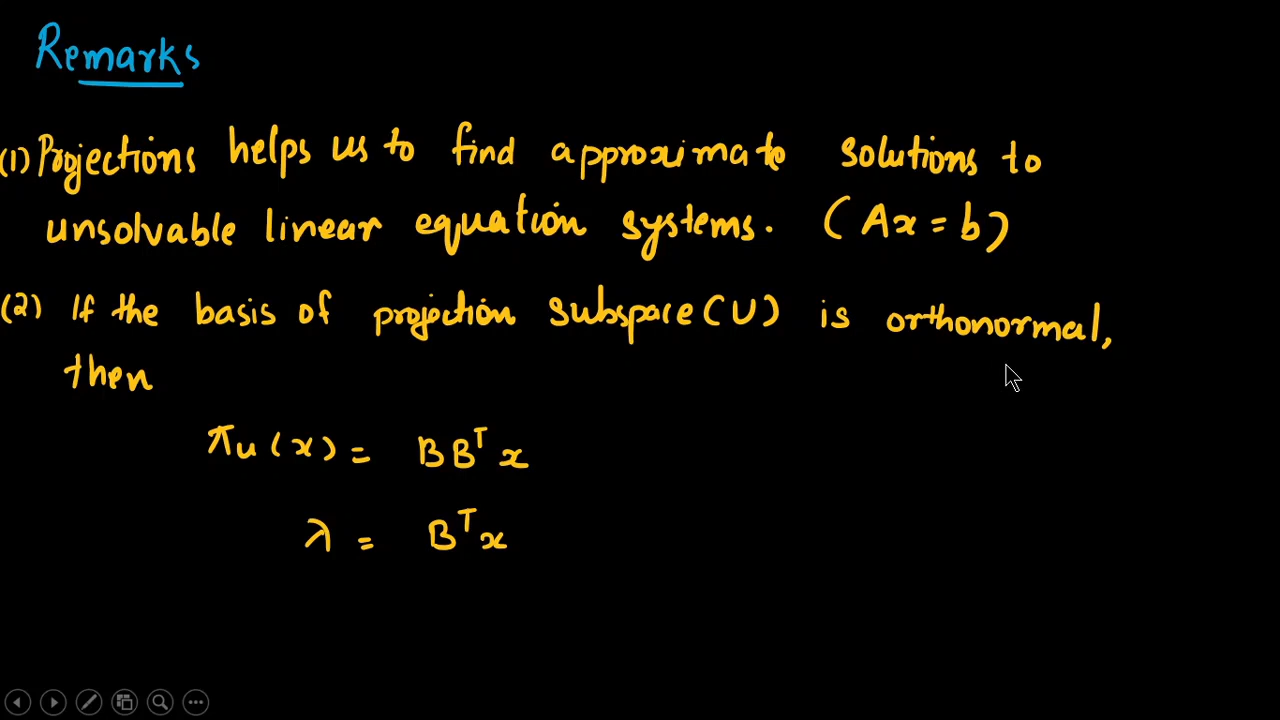 Remarks
(1) Projections helps us to find approximate solutions to
unsolvable linear equation systems. (Ax = b)
(2) If the basis of projection subspace (U) is orthonormal,
then
πu(x) = BBᵀx
λ = Bᵀx